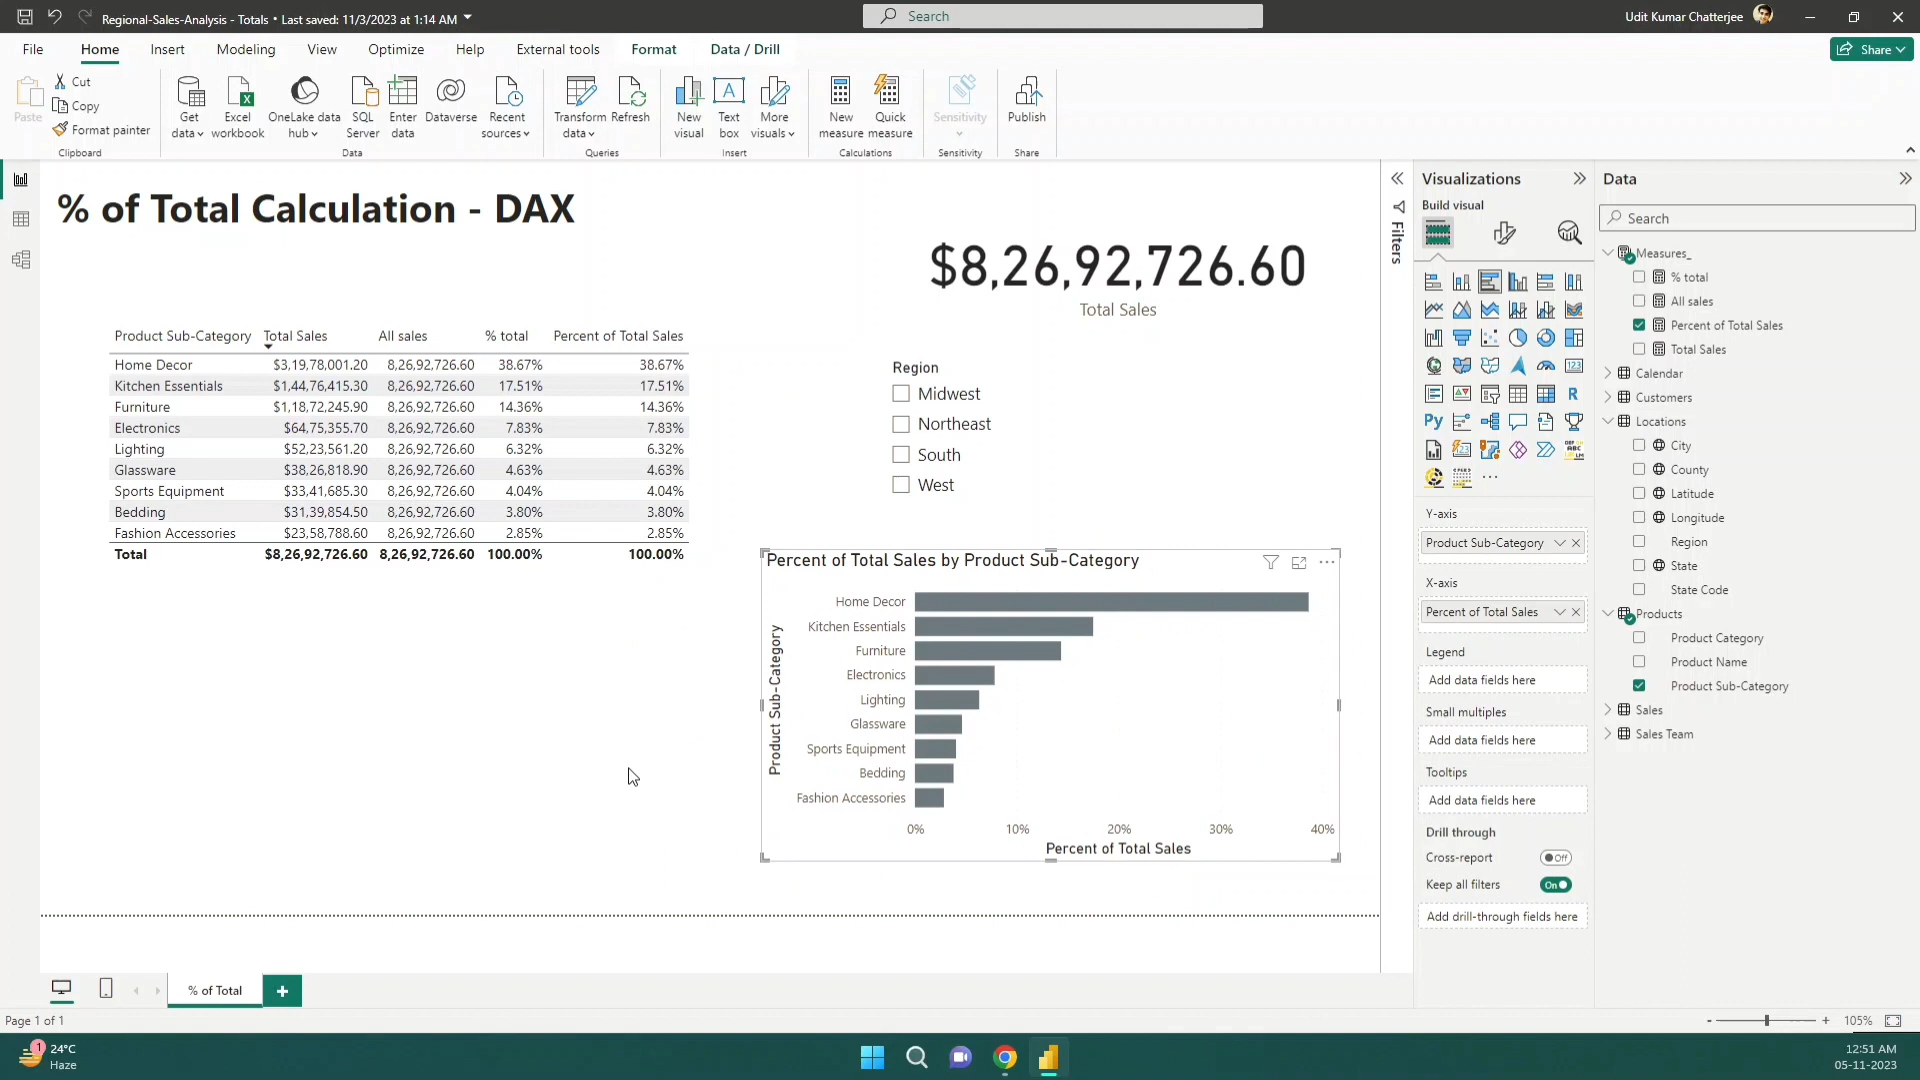 Regional-Sales-Analysis - Totals • Last saved: 11/3/2023 at 1:14 AM
Search
Udit Kumar Chatterjee
File Home Insert Modeling View Optimize Help External tools Format Data / Drill
Share
Paste
Cut
Copy
Format painter
Clipboard
Get data
Excel workbook
OneLake data hub
SQL Server
Enter data
Dataverse
Recent sources
Data
Transform data
Refresh
Queries
New visual
Text box
More visuals
Insert
New measure
Quick measure
Calculations
Sensitivity
Sensitivity
Publish
Share
% of Total Calculation - DAX
$8,26,92,726.60
Total Sales
Product Sub-Category Total Sales All sales % total Percent of Total Sales
Home Decor $3,19,78,001.20 8,26,92,726.60 38.67% 38.67%
Kitchen Essentials $1,44,76,415.30 8,26,92,726.60 17.51% 17.51%
Furniture $1,18,72,245.90 8,26,92,726.60 14.36% 14.36%
Electronics $64,75,355.70 8,26,92,726.60 7.83% 7.83%
Lighting $52,23,561.20 8,26,92,726.60 6.32% 6.32%
Glassware $38,26,818.90 8,26,92,726.60 4.63% 4.63%
Sports Equipment $33,41,685.30 8,26,92,726.60 4.04% 4.04%
Bedding $31,39,854.50 8,26,92,726.60 3.80% 3.80%
Fashion Accessories $23,58,788.60 8,26,92,726.60 2.85% 2.85%
Total $8,26,92,726.60 8,26,92,726.60 100.00% 100.00%
Region
Midwest
Northeast
South
West
Percent of Total Sales by Product Sub-Category
Product Sub-Category
Home Decor
Kitchen Essentials
Furniture
Electronics
Lighting
Glassware
Sports Equipment
Bedding
Fashion Accessories
0% 10% 20% 30% 40%
Percent of Total Sales
Filters
Visualizations
Build visual
R
Py
123
Y-axis
Product Sub-Category
X-axis
Percent of Total Sales
Legend
Add data fields here
Small multiples
Add data fields here
Tooltips
Add data fields here
Drill through
Cross-report Off
Keep all filters On
Add drill-through fields here
Data
Search
Measures_
% total
All sales
Percent of Total Sales
Total Sales
Calendar
Customers
Locations
City
County
Latitude
Longitude
Region
State
State Code
Products
Product Category
Product Name
Product Sub-Category
Sales
Sales Team
% of Total
+
Page 1 of 1
- + 105%
1
24°C
Haze
12:51 AM
05-11-2023